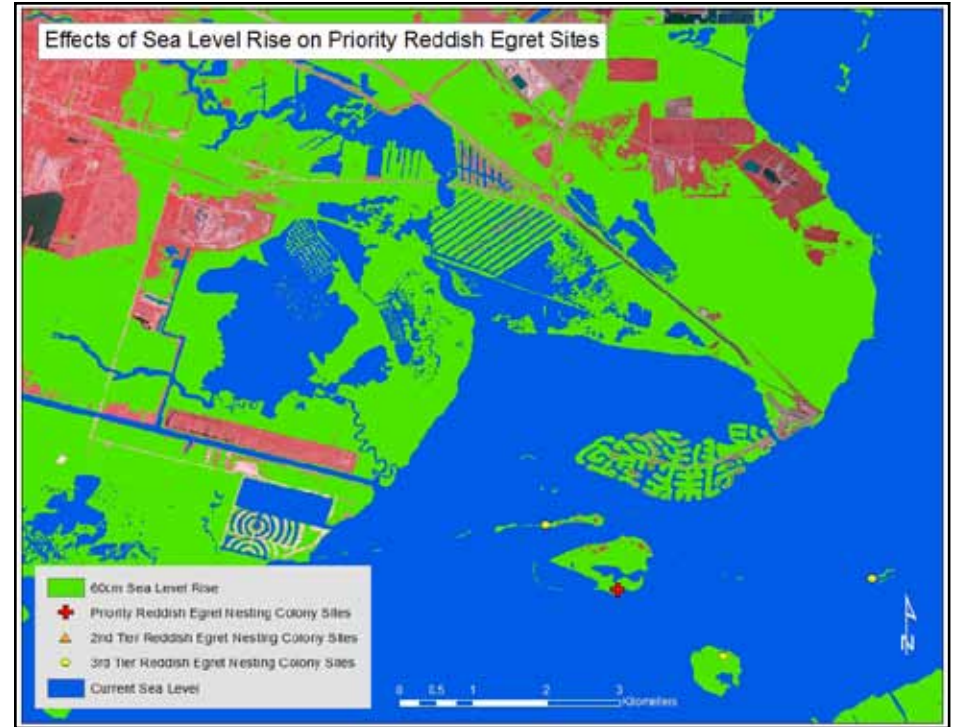 Effects of Sea Level Rise on Priority Reddish Egret Sites
60cm Sea Level Rise
Priority Reddish Egret Nesting Colony Sites
2nd Tier Reddish Egret Nesting Colony Sites
3rd Tier Reddish Egret Nesting Colony Sites
Current Sea Level
0 0.5 1 2 3
Kilometers
N